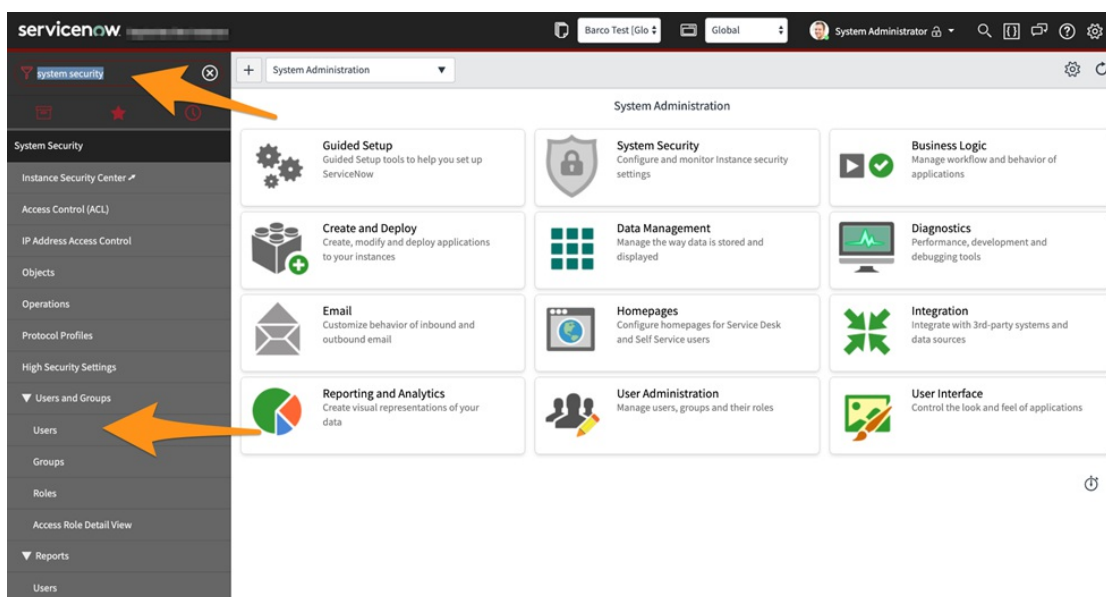 servicenow
Barco Test [Glo
Global
System Administrator
system security
System Administration
System Administration
System Security
Instance Security Center
Access Control (ACL)
IP Address Access Control
Objects
Operations
Protocol Profiles
High Security Settings
Users and Groups
Users
Groups
Roles
Access Role Detail View
Reports
Users
Guided Setup
Guided Setup tools to help you set up
ServiceNow
System Security
Configure and monitor Instance security
settings
Business Logic
Manage workflow and behavior of
applications
Create and Deploy
Create, modify and deploy applications
to your instances
Data Management
Manage the way data is stored and
displayed
Diagnostics
Performance, development and
debugging tools
Email
Customize behavior of inbound and
outbound email
Homepages
Configure homepages for Service Desk
and Self Service users
Integration
Integrate with 3rd-party systems and
data sources
Reporting and Analytics
Create visual representations of your
data
User Administration
Manage users, groups and their roles
User Interface
Control the look and feel of applications